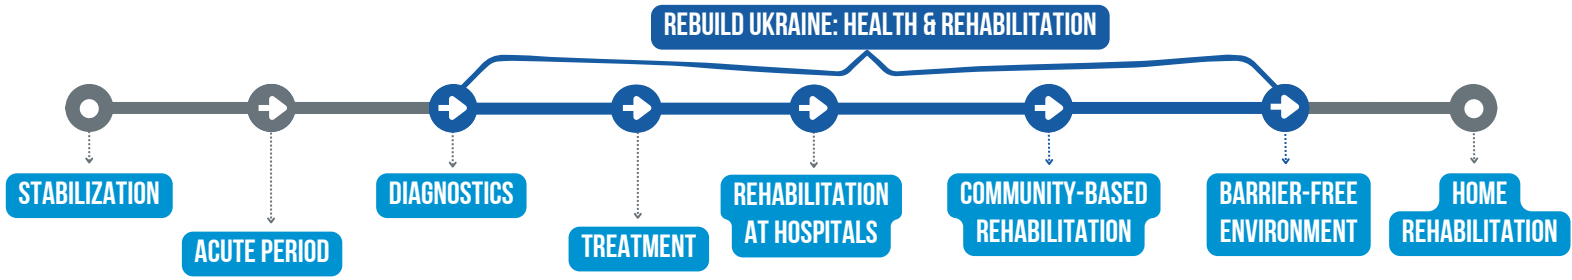 REBUILD UKRAINE: HEALTH & REHABILITATION
STABILIZATION
ACUTE PERIOD
DIAGNOSTICS
TREATMENT
REHABILITATION
AT HOSPITALS
COMMUNITY-BASED
REHABILITATION
BARRIER-FREE
ENVIRONMENT
HOME
REHABILITATION